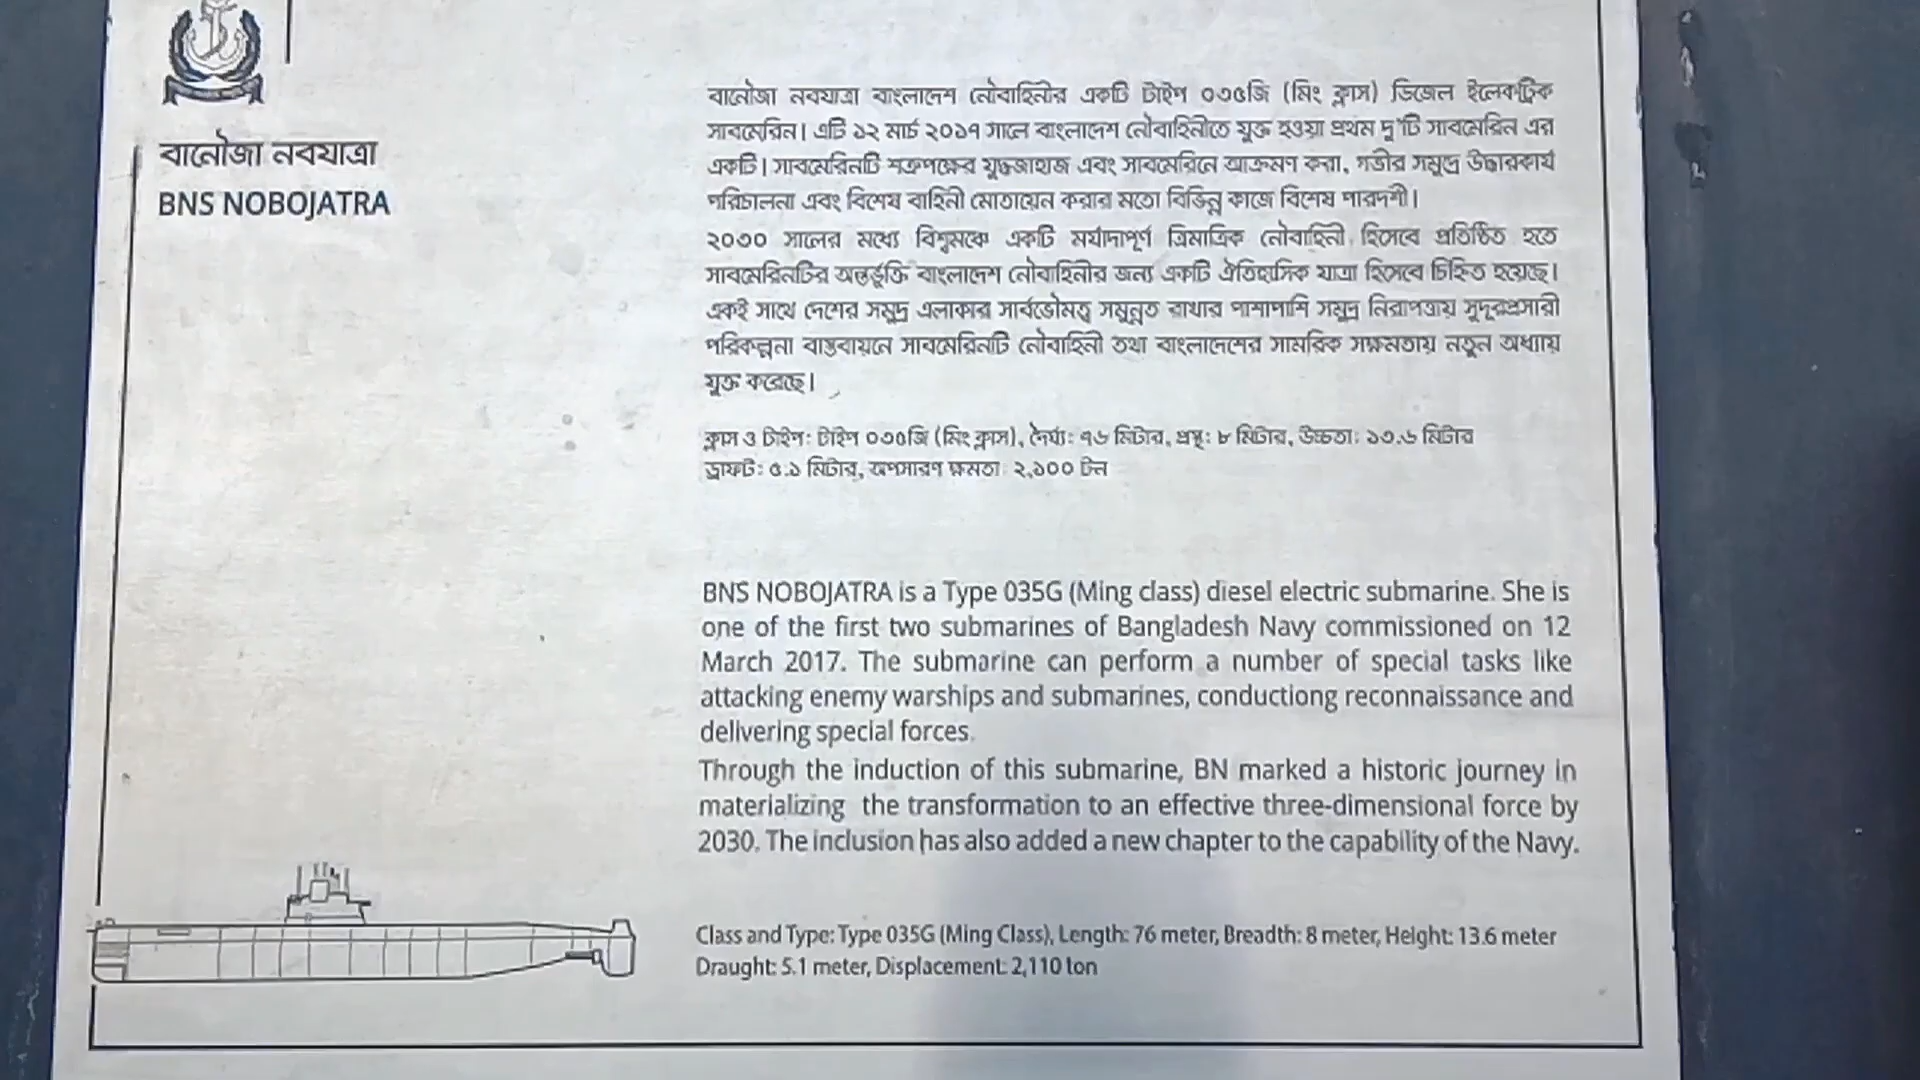 বানৌজা নবযাত্রা
BNS NOBOJATRA
বানৌজা নবযাত্রা বাংলাদেশ নৌবাহিনীর একটি টাইপ ০৩৫জি (মিং ক্লাস) ডিজেল ইলেকট্রিক
সাবমেরিন। এটি ১২ মার্চ ২০১৭ সালে বাংলাদেশ নৌবাহিনীতে যুক্ত হওয়া প্রথম দু'টি সাবমেরিন এর
একটি। সাবমেরিনটি শত্রুপক্ষের যুদ্ধজাহাজ এবং সাবমেরিনে আক্রমণ করা, গভীর সমুদ্রে উদ্ধারকার্য
পরিচালনা এবং বিশেষ বাহিনী মোতায়েন করার মতো বিভিন্ন কাজে বিশেষ পারদর্শী।
২০৩০ সালের মধ্যে বিশ্বমঞ্চে একটি মর্যাদাপূর্ণ ত্রিমাত্রিক নৌবাহিনী হিসেবে প্রতিষ্ঠিত হতে
সাবমেরিনটির অন্তর্ভুক্তি বাংলাদেশ নৌবাহিনীর জন্য একটি ঐতিহাসিক যাত্রা হিসেবে চিহ্নিত হয়েছে।
একই সাথে দেশের সমুদ্র এলাকার সার্বভৌমত্ব সমুন্নত রাখার পাশাপাশি সমুদ্র নিরাপত্তায় সুদূরপ্রসারী
পরিকল্পনা বাস্তবায়নে সাবমেরিনটি নৌবাহিনী তথা বাংলাদেশের সামরিক সক্ষমতায় নতুন অধ্যায়
যুক্ত করেছে।
ক্লাস ও টাইপ: টাইপ ০৩৫জি (মিং ক্লাস), দৈর্ঘ্য: ৭৬ মিটার, প্রস্থ: ৮ মিটার, উচ্চতা: ১৩.৬ মিটার
ড্রাফট: ৫.১ মিটার, অপসারণ ক্ষমতা: ২,১০০ টন
BNS NOBOJATRA is a Type 035G (Ming class) diesel electric submarine. She is
one of the first two submarines of Bangladesh Navy commissioned on 12
March 2017. The submarine can perform a number of special tasks like
attacking enemy warships and submarines, conductiong reconnaissance and
delivering special forces.
Through the induction of this submarine, BN marked a historic journey in
materializing the transformation to an effective three-dimensional force by
2030. The inclusion has also added a new chapter to the capability of the Navy.
Class and Type: Type 035G (Ming Class), Length: 76 meter, Breadth: 8 meter, Height: 13.6 meter
Draught: 5.1 meter, Displacement: 2,110 ton